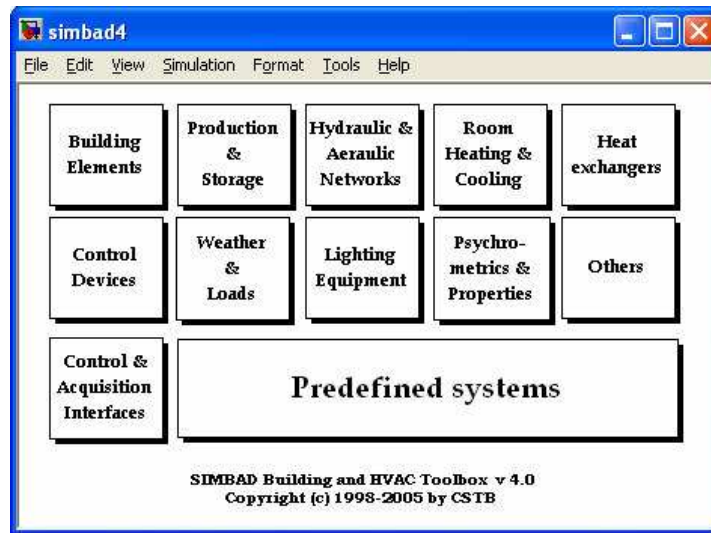 simbad4
File Edit View Simulation Format Tools Help
Building
Elements
Production
&
Storage
Hydraulic &
Aeraulic
Networks
Room
Heating &
Cooling
Heat
exchangers
Control
Devices
Weather
&
Loads
Lighting
Equipment
Psychro-
metrics &
Properties
Others
Control &
Acquisition
Interfaces
Predefined systems
SIMBAD Building and HVAC Toolbox v 4.0
Copyright (c) 1998-2005 by CSTB